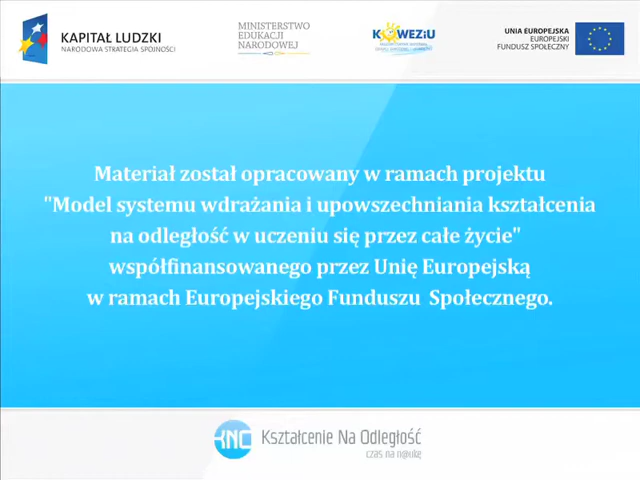 KAPITAŁ LUDZKI
NARODOWA STRATEGIA SPÓJNOŚCI
MINISTERSTWO
EDUKACJI
NARODOWEJ
KOWEZiU
UNIA EUROPEJSKA
EUROPEJSKI
FUNDUSZ SPOŁECZNY
Materiał został opracowany w ramach projektu
"Model systemu wdrażania i upowszechniania kształcenia
na odległość w uczeniu się przez całe życie"
współfinansowanego przez Unię Europejską
w ramach Europejskiego Funduszu Społecznego.
KNO Kształcenie Na Odległość
czas na n@ukę